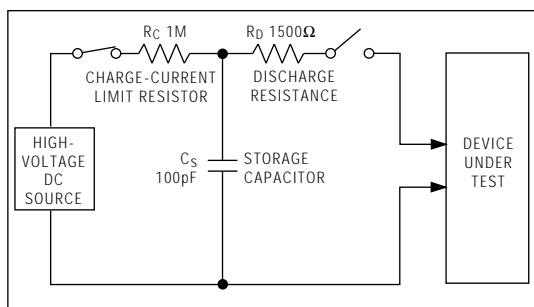 RC 1M
CHARGE-CURRENT
LIMIT RESISTOR
RD 1500Ω
DISCHARGE
RESISTANCE
HIGH-
VOLTAGE
DC
SOURCE
CS
100pF
STORAGE
CAPACITOR
DEVICE
UNDER
TEST